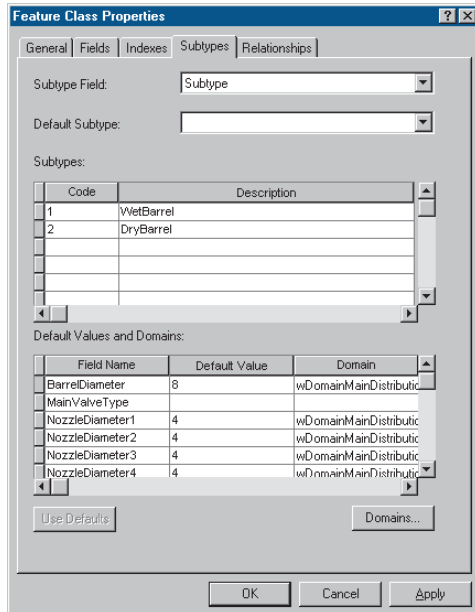 Feature Class Properties
General Fields Indexes Subtypes Relationships
Subtype Field: Subtype
Default Subtype:
Subtypes:
Code Description
1 WetBarrel
2 DryBarrel
Default Values and Domains:
Field Name Default Value Domain
BarrelDiameter 8 wDomainMainDistributic
MainValveType
NozzleDiameter1 4 wDomainMainDistributic
NozzleDiameter2 4 wDomainMainDistributic
NozzleDiameter3 4 wDomainMainDistributic
NozzleDiameter4 4 wDomainMainDistributic
Use Defaults Domains...
OK Cancel Apply